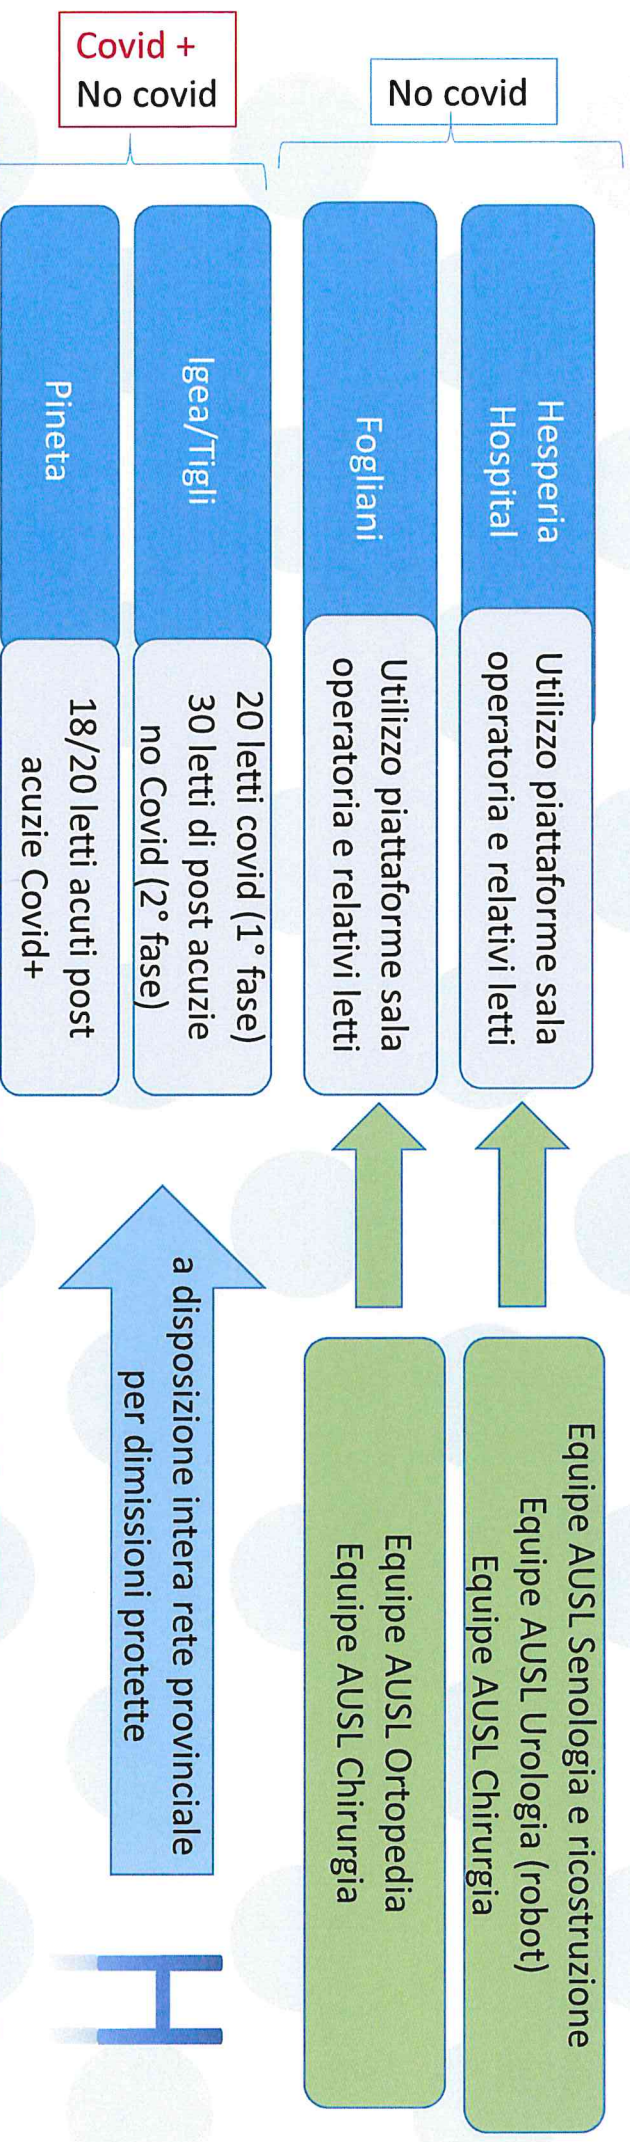 No covid
Hesperia
Hospital
Utilizzo piattaforme sala
operatoria e relativi letti
Equipe AUSL Senologia e ricostruzione
Equipe AUSL Urologia (robot)
Equipe AUSL Chirurgia
Fogliani
Utilizzo piattaforme sala
operatoria e relativi letti
Equipe AUSL Ortopedia
Equipe AUSL Chirurgia
Covid +
No covid
Igea/Tigli
20 letti covid (1° fase)
30 letti di post acuzie
no Covid (2° fase)
a disposizione intera rete provinciale
per dimissioni protette
H
Pineta
18/20 letti acuti post
acuzie Covid+